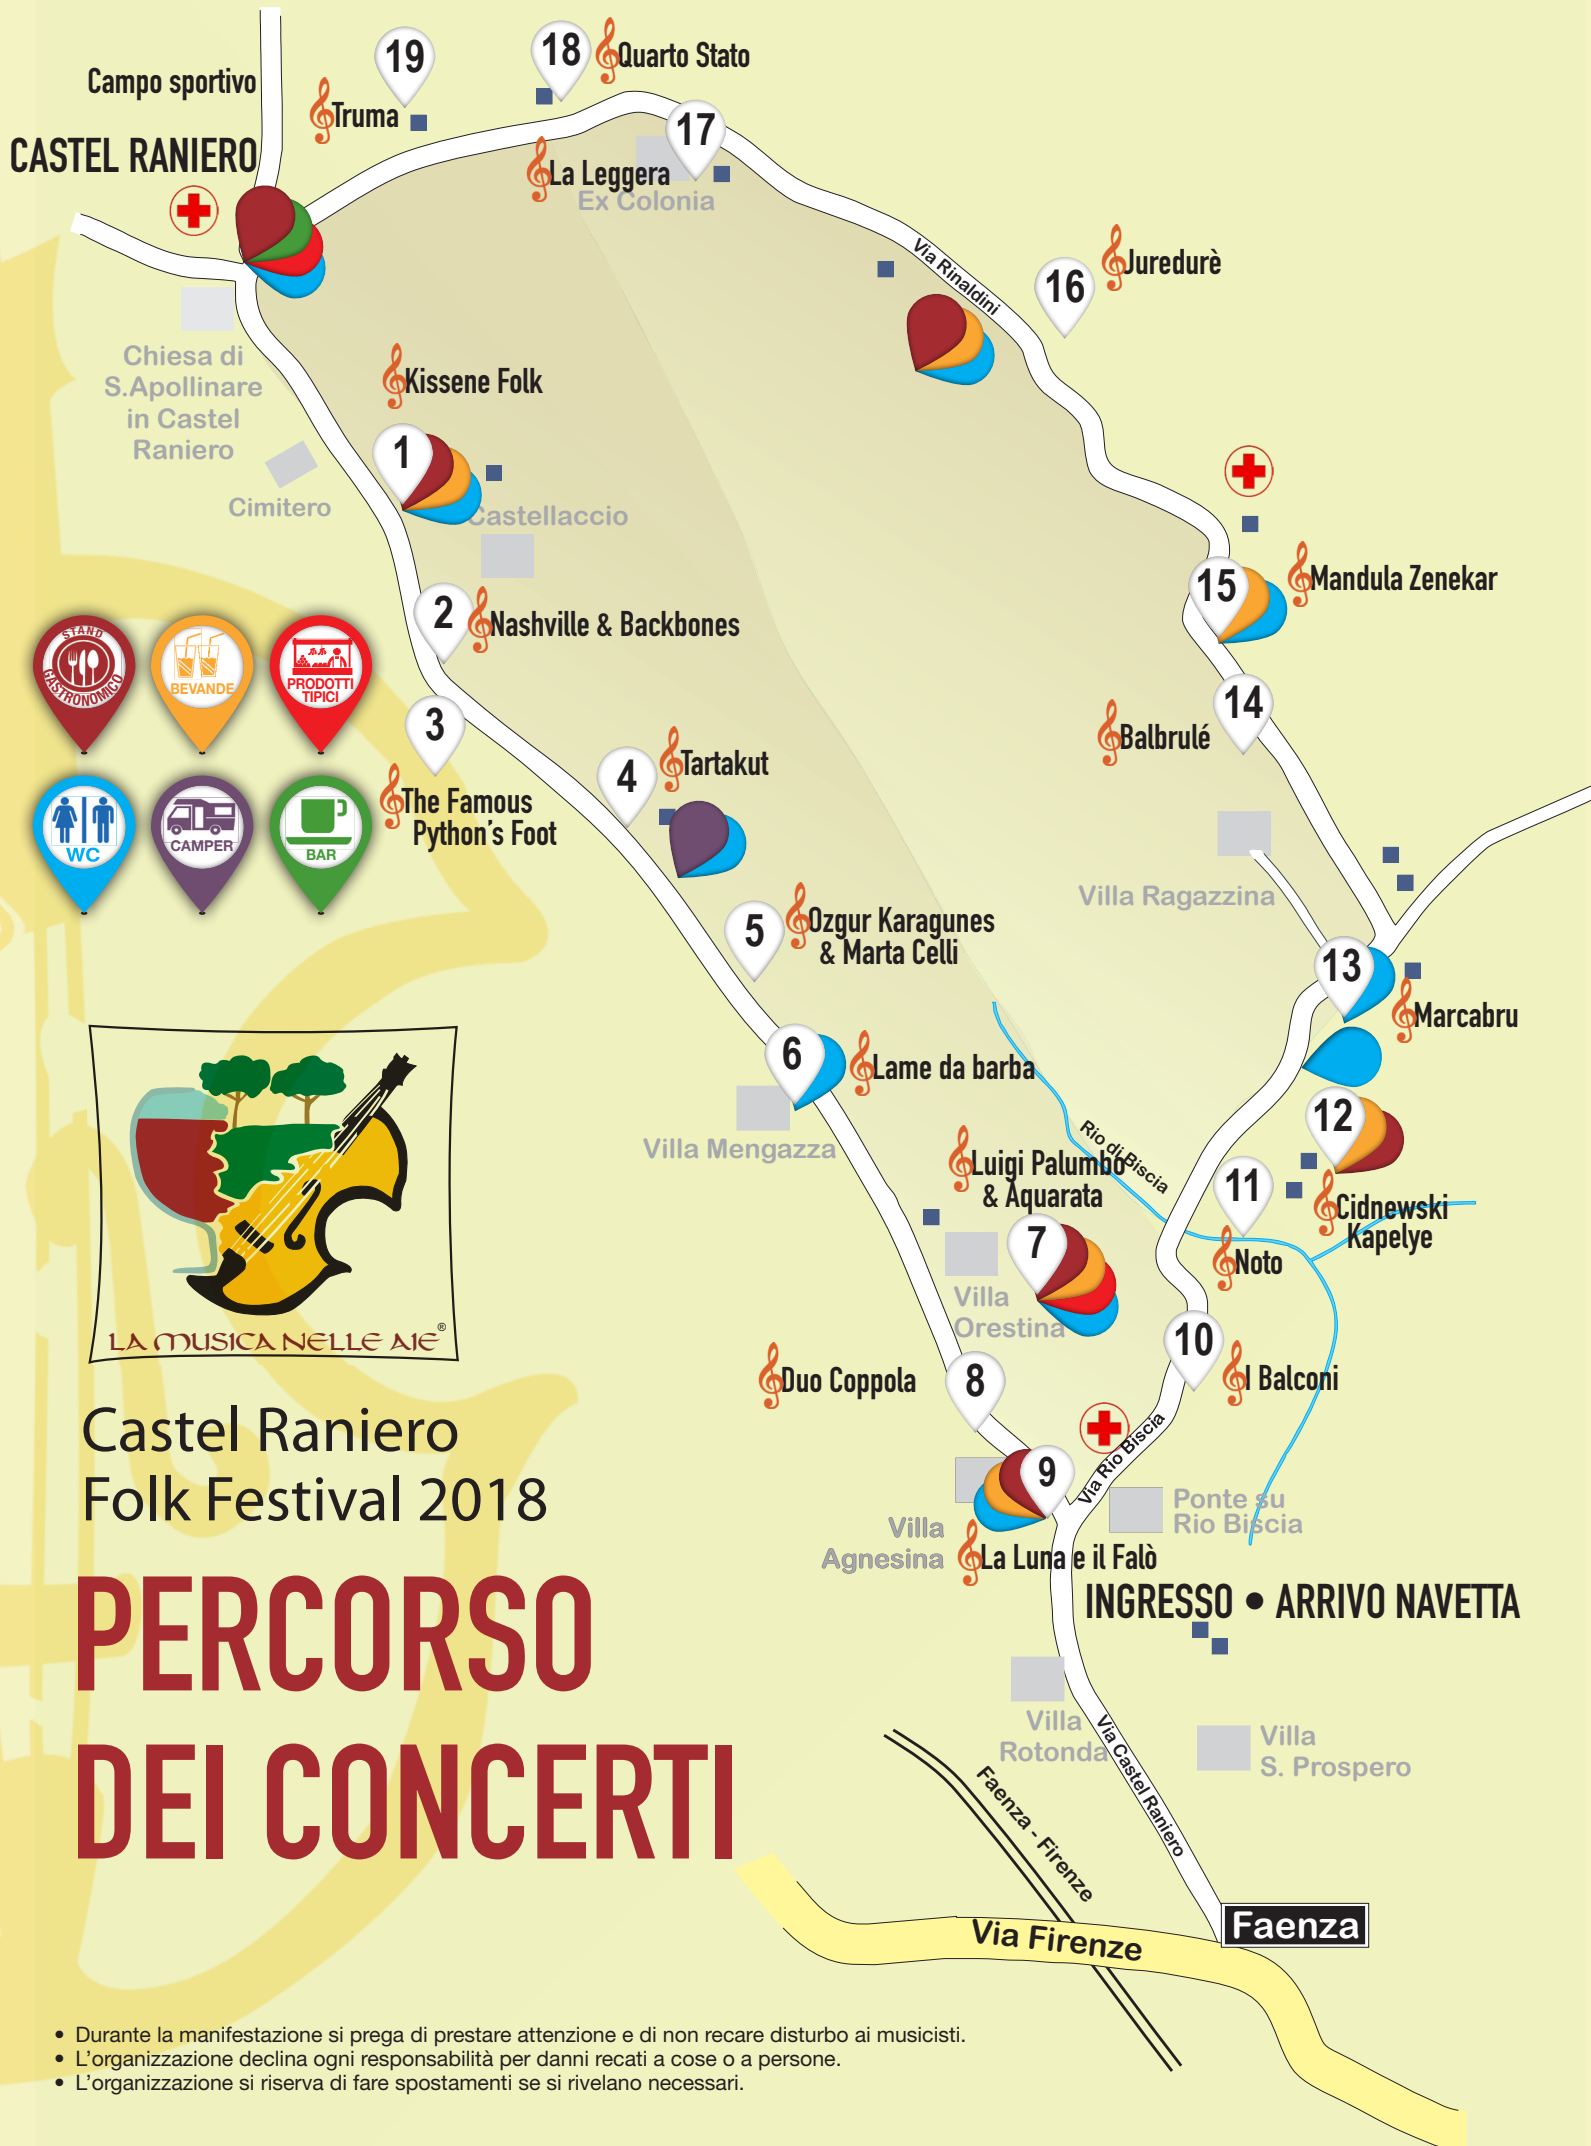 19
18
Quarto Stato
Campo sportivo
Truma
17
CASTEL RANIERO
La Leggera
Ex Colonia
Via Rinaldini
16
Juredurè
Chiesa di
S.Apollinare
in Castel
Raniero
Kissene Folk
1
Cimitero
Castellaccio
15
Mandula Zenekar
2
Nashville & Backbones
STAND
GASTRONOMICO
BEVANDE
PRODOTTI
TIPICI
3
14
Balbrulé
4
Tartakut
The Famous
Python's Foot
WC
CAMPER
BAR
Villa Ragazzina
5
Ozgur Karagunes
& Marta Celli
13
Marcabru
6
Lame da barba
Villa Mengazza
12
Rio di Biscia
Luigi Palumbo
& Aquarata
11
Cidnewski
Kapelye
7
Noto
Villa
Orestina
LA MUSICA NELLE AIE®
10
I Balconi
Duo Coppola
8
Castel Raniero
Folk Festival 2018
Via Rio Biscia
9
Ponte su
Rio Biscia
Villa
Agnesina
La Luna e il Falò
INGRESSO • ARRIVO NAVETTA
PERCORSO
DEI CONCERTI
Villa
Rotonda
Via Castel Raniero
Villa
S. Prospero
Faenza - Firenze
Faenza
Via Firenze
• Durante la manifestazione si prega di prestare attenzione e di non recare disturbo ai musicisti.
• L'organizzazione declina ogni responsabilità per danni recati a cose o a persone.
• L'organizzazione si riserva di fare spostamenti se si rivelano necessari.